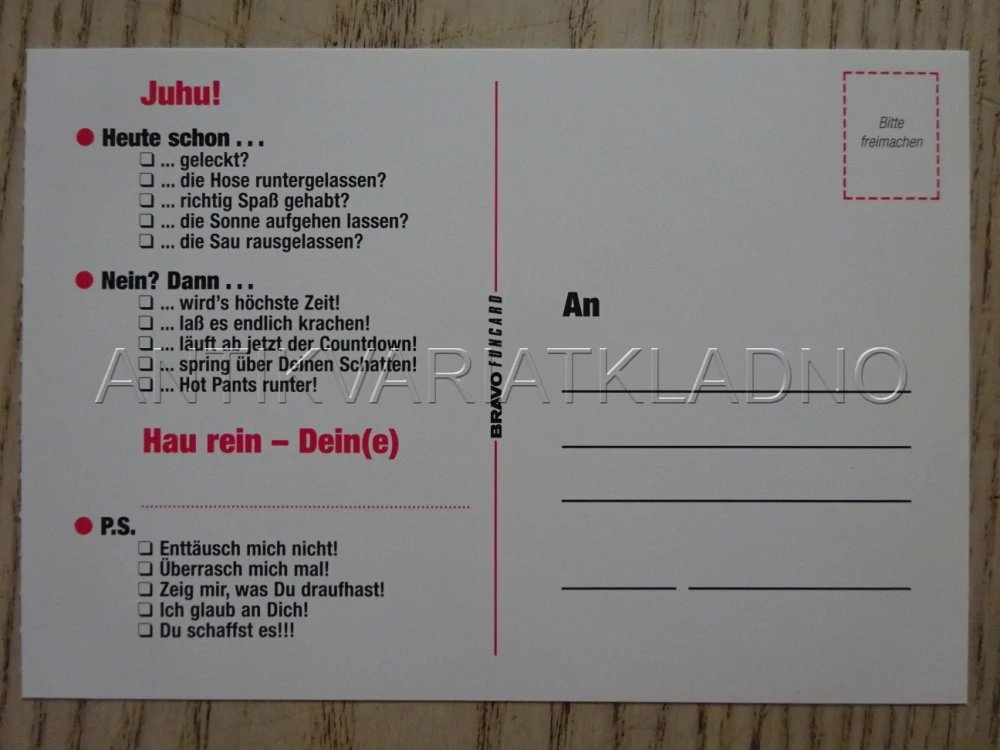 Juhu!
Heute schon . . .
❏ ... geleckt?
❏ ... die Hose runtergelassen?
❏ ... richtig Spaß gehabt?
❏ ... die Sonne aufgehen lassen?
❏ ... die Sau rausgelassen?
Nein? Dann . . .
❏ ... wird's höchste Zeit!
❏ ... laß es endlich krachen!
❏ ... läuft ab jetzt der Countdown!
❏ ... spring über Deinen Schatten!
❏ ... Hot Pants runter!
Hau rein – Dein(e)
P.S.
❏ Enttäusch mich nicht!
❏ Überrasch mich mal!
❏ Zeig mir, was Du draufhast!
❏ Ich glaub an Dich!
❏ Du schaffst es!!!
BRAVO FUNCARD
Bitte
freimachen
An
ANTIKVARIATKLADNO